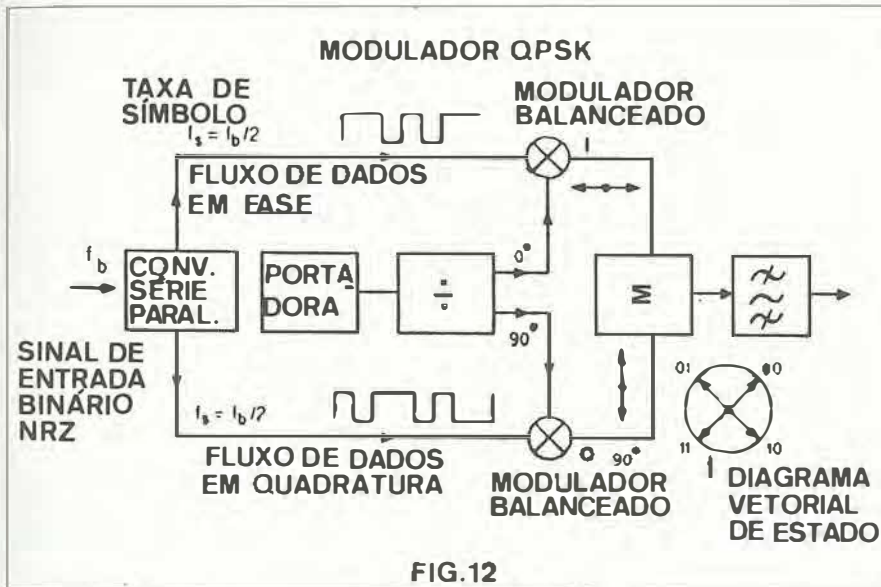 MODULADOR QPSK
TAXA DE
SÍMBOLO
fs = fb/2
MODULADOR
BALANCEADO
I
FLUXO DE DADOS
EM FASE
fb
CONV.
SÉRIE
PARAL.
PORTA-
DORA
0°
90°
SINAL DE
ENTRADA
BINÁRIO
NRZ
fs = fb/2
FLUXO DE DADOS
EM QUADRATURA
90°
MODULADOR
BALANCEADO
01
11
10
DIAGRAMA
VETORIAL
DE ESTADO
FIG.12